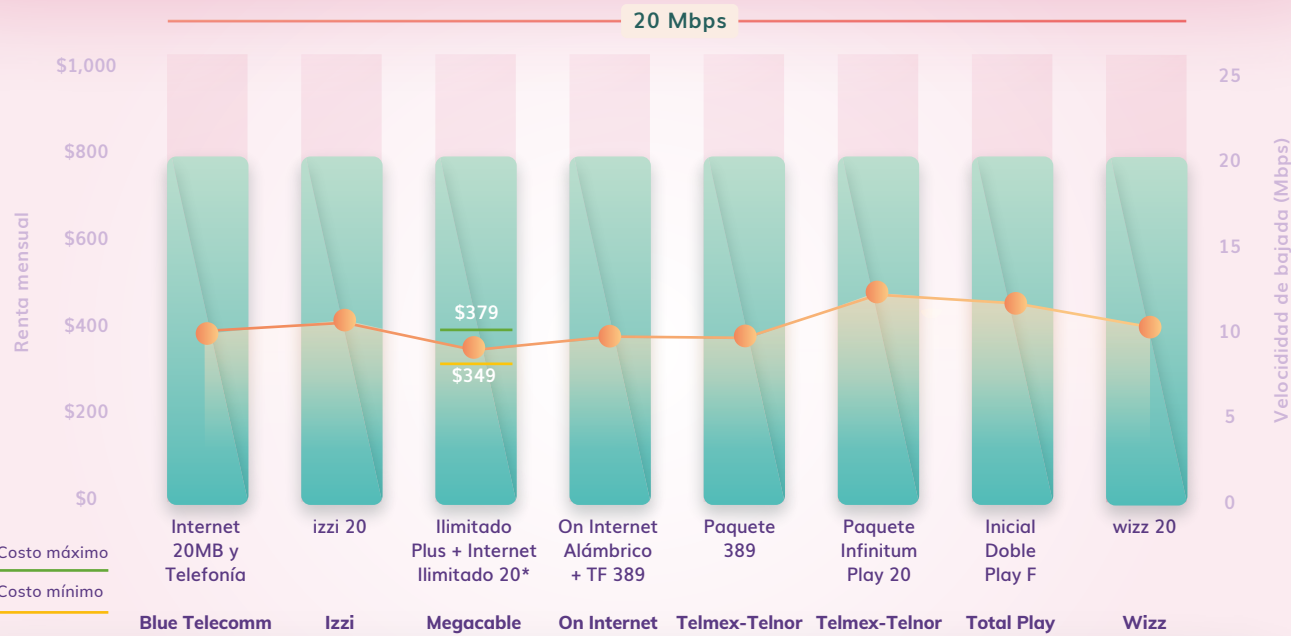 20 Mbps
$1,000
$800
$600
$400
$200
$0
Renta mensual
25
20
15
10
5
0
Velocididad de bajada (Mbps)
$379
$349
Internet
20MB y
Telefonía
izzi 20
Ilimitado
Plus + Internet
Ilimitado 20*
On Internet
Alámbrico
+ TF 389
Paquete
389
Paquete
Infinitum
Play 20
Inicial
Doble
Play F
wizz 20
Costo máximo
Costo mínimo
Blue Telecomm
Izzi
Megacable
On Internet
Telmex-Telnor
Telmex-Telnor
Total Play
Wizz